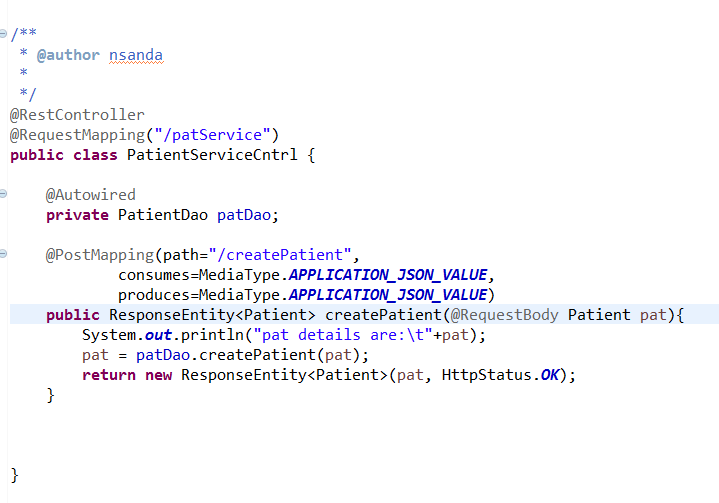 /**
 * @author nsanda
 *
 */
@RestController
@RequestMapping("/patService")
public class PatientServiceCntrl {
    @Autowired
    private PatientDao patDao;
    @PostMapping(path="/createPatient",
            consumes=MediaType.APPLICATION_JSON_VALUE,
            produces=MediaType.APPLICATION_JSON_VALUE)
    public ResponseEntity<Patient> createPatient(@RequestBody Patient pat){
        System.out.println("pat details are:\t"+pat);
        pat = patDao.createPatient(pat);
        return new ResponseEntity<Patient>(pat, HttpStatus.OK);
    }
}